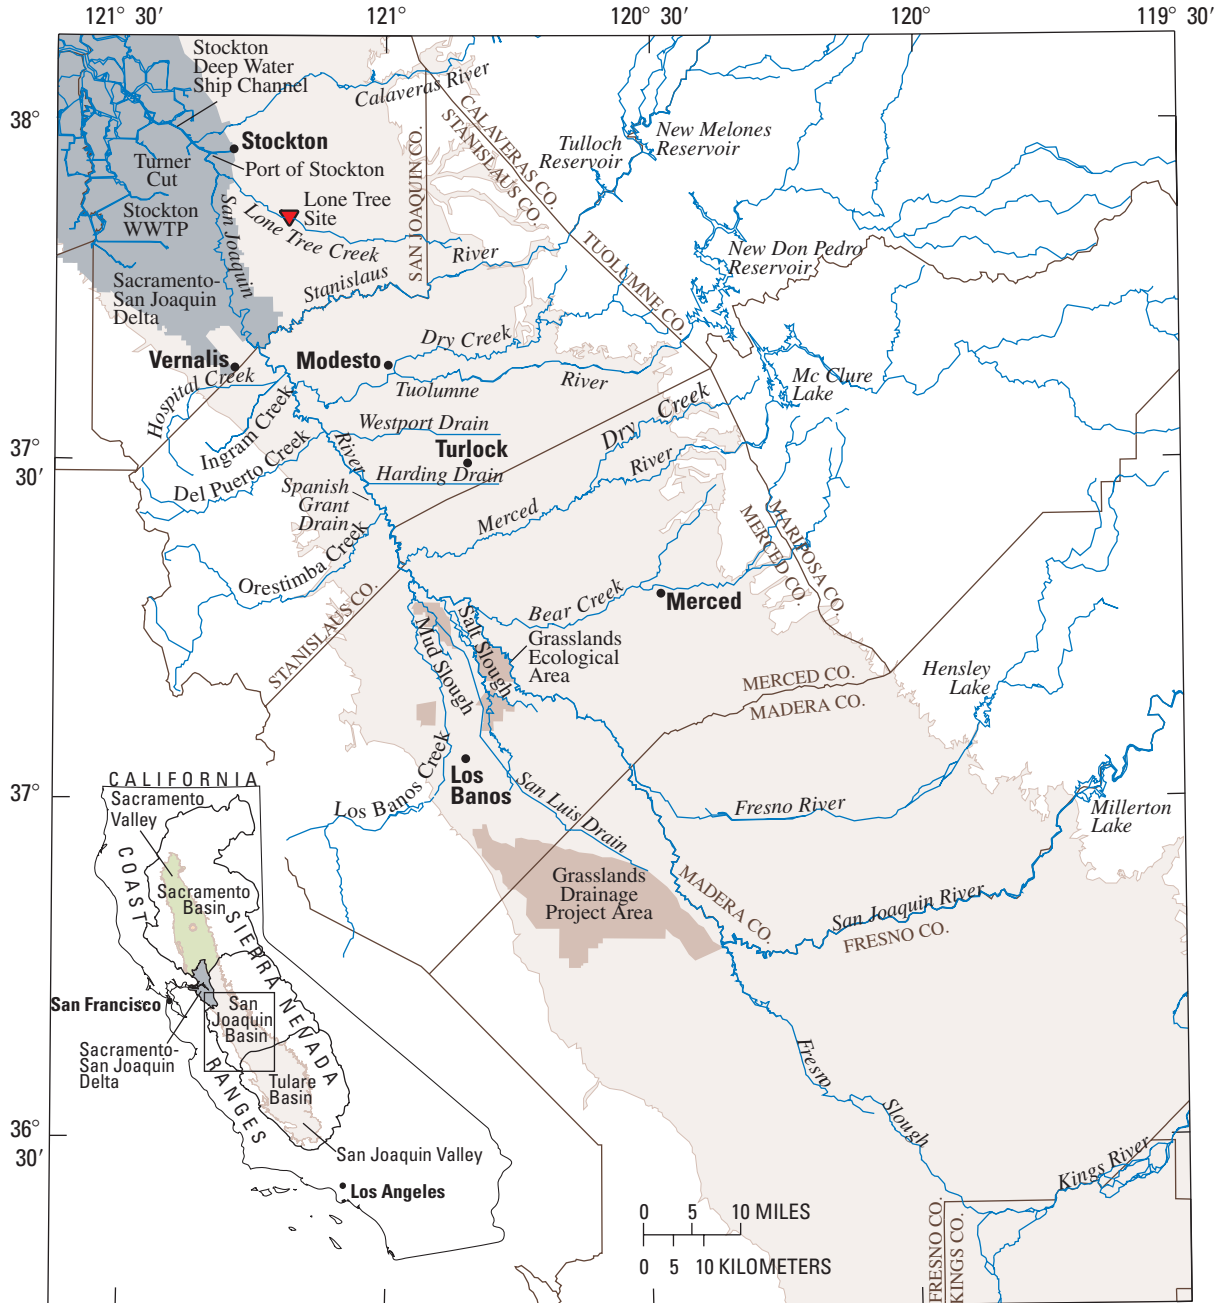 121° 30'
121°
120° 30'
120°
119° 30'
38°
37°
30'
37°
36°
30'
Stockton
Deep Water
Ship Channel
Calaveras River
Stockton
Port of Stockton
Turner
Cut
Lone Tree
Site
Stockton
WWTP
San Joaquin
Lone Tree Creek
SAN JOAQUIN CO.
CALAVERAS CO.
STANISLAUS CO.
Tulloch
Reservoir
New Melones
Reservoir
Sacramento-
San Joaquin
Delta
Stanislaus
River
TUOLUMNE CO.
New Don Pedro
Reservoir
Vernalis
Modesto
Dry Creek
Tuolumne
River
Mc Clure
Lake
Hospital Creek
Ingram Creek
Westport Drain
Dry Creek
River
Turlock
Del Puerto Creek
Harding Drain
River
Spanish
Grant
Drain
Merced
MARIPOSA CO.
MERCED CO.
Orestimba Creek
STANISLAUS CO.
Bear Creek
Merced
Salt Slough
Mud Slough
Grasslands
Ecological
Area
Hensley
Lake
MERCED CO.
MADERA CO.
Los
Banos
Los Banos Creek
San Luis Drain
Fresno River
Millerton
Lake
Grasslands
Drainage
Project Area
MADERA CO.
San Joaquin River
FRESNO CO.
Fresno
Slough
Kings River
FRESNO CO.
KINGS CO.
CALIFORNIA
Sacramento
Valley
COAST
RANGES
Sacramento
Basin
SIERRA NEVADA
San Francisco
San
Joaquin
Basin
Sacramento-
San Joaquin
Delta
Tulare
Basin
San Joaquin Valley
Los Angeles
0 5 10 MILES
0 5 10 KILOMETERS